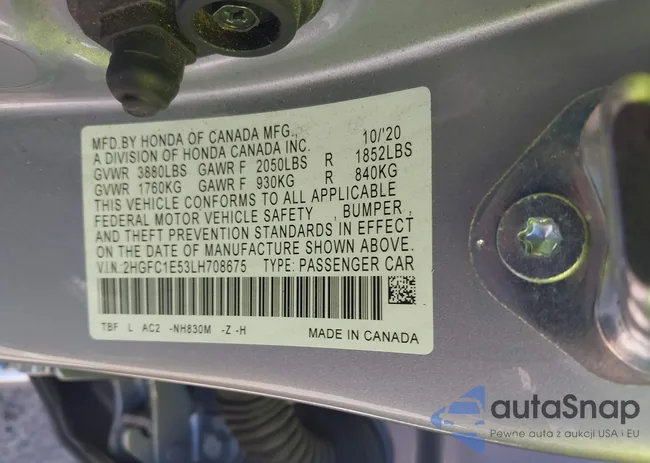 MFD.BY HONDA OF CANADA MFG., 10/'20
A DIVISION OF HONDA CANADA INC.
GVWR 3880LBS GAWR F 2050LBS R 1852LBS
GVWR 1760KG GAWR F 930KG R 840KG
THIS VEHICLE CONFORMS TO ALL APPLICABLE
FEDERAL MOTOR VEHICLE SAFETY , BUMPER ,
AND THEFT PREVENTION STANDARDS IN EFFECT
ON THE DATE OF MANUFACTURE SHOWN ABOVE.
V.I.N.: 2HGFC1E53LH708675 TYPE: PASSENGER CAR
TBF L AC2 -NH830M -Z -H MADE IN CANADA
autaSnap
Pewne auta z aukcji USA i EU